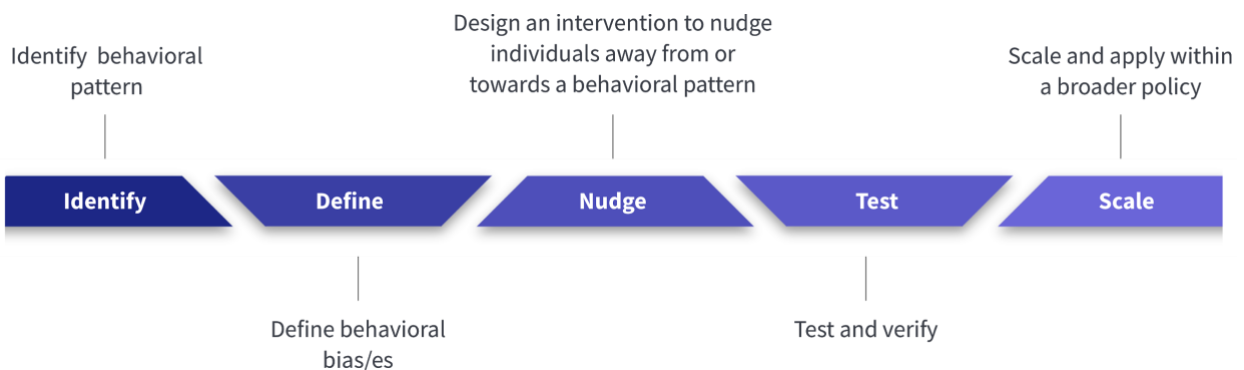 Identify behavioral
pattern
Design an intervention to nudge
individuals away from or
towards a behavioral pattern
Scale and apply within
a broader policy
Identify
Define
Nudge
Test
Scale
Define behavioral
bias/es
Test and verify